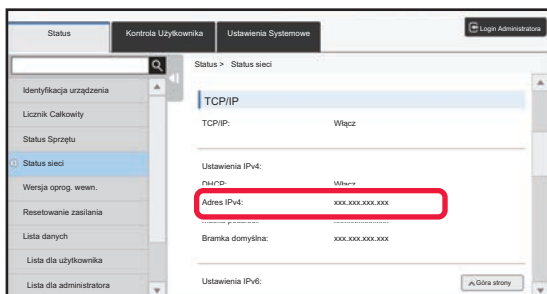 Status
Kontrola Użytkownika
Ustawienia Systemowe
Login Administratora
Status > Status sieci
Identyfikacja urządzenia
Licznik Całkowity
Status Sprzętu
Status sieci
Wersja oprog. wewn.
Resetowanie zasilania
Lista danych
Lista dla użytkownika
Lista dla administratora
TCP/IP
TCP/IP: Włącz
Ustawienia IPv4:
DHCP: Włącz
Adres IPv4: xxx.xxx.xxx.xxx
Bramka domyślna: xxx.xxx.xxx.xxx
Ustawienia IPv6:
Góra strony